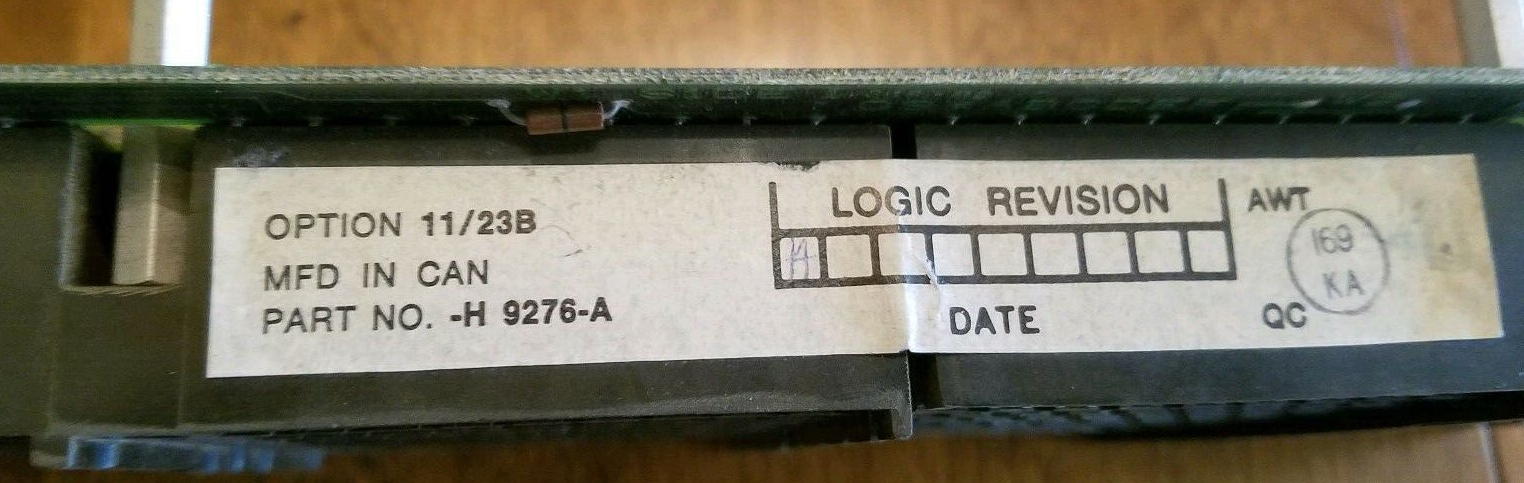 OPTION 11/23B
MFD IN CAN
PART NO. -H 9276-A
LOGIC REVISION
DATE
AWT
169
KA
QC